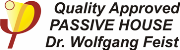 Quality Approved
PASSIVE HOUSE
Dr. Wolfgang Feist